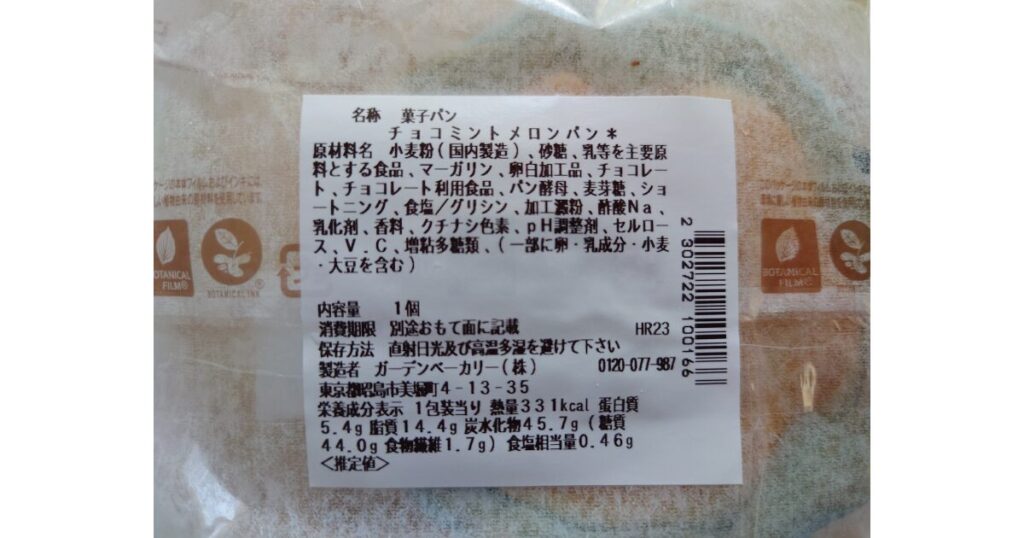 名称 菓子パン
チョコミントメロンパン*
原材料名 小麦粉(国内製造)、砂糖、乳等を主要原
料とする食品、マーガリン、卵白加工品、チョコレー
ト、チョコレート利用食品、パン酵母、麦芽糖、ショ
ートニング、食塩/グリシン、加工澱粉、酢酸Na、
乳化剤、香料、クチナシ色素、pH調整剤、セルロー
ス、V.C、増粘多糖類、(一部に卵・乳成分・小麦
・大豆を含む)
内容量 1個
消費期限 別途おもて面に記載 HR23
保存方法 直射日光及び高温多湿を避けて下さい
製造者 ガーデンベーカリー(株) 0120-077-987
東京都昭島市美堀町4-13-35
栄養成分表示 1包装当り 熱量331kcal 蛋白質
5.4g 脂質14.4g 炭水化物45.7g(糖質
44.0g 食物繊維1.7g) 食塩相当量0.46g
<推定値>
2 302722 100166
BOTANICAL
FILM®
BOTANICAL INK®
BOTANICAL
FILM®